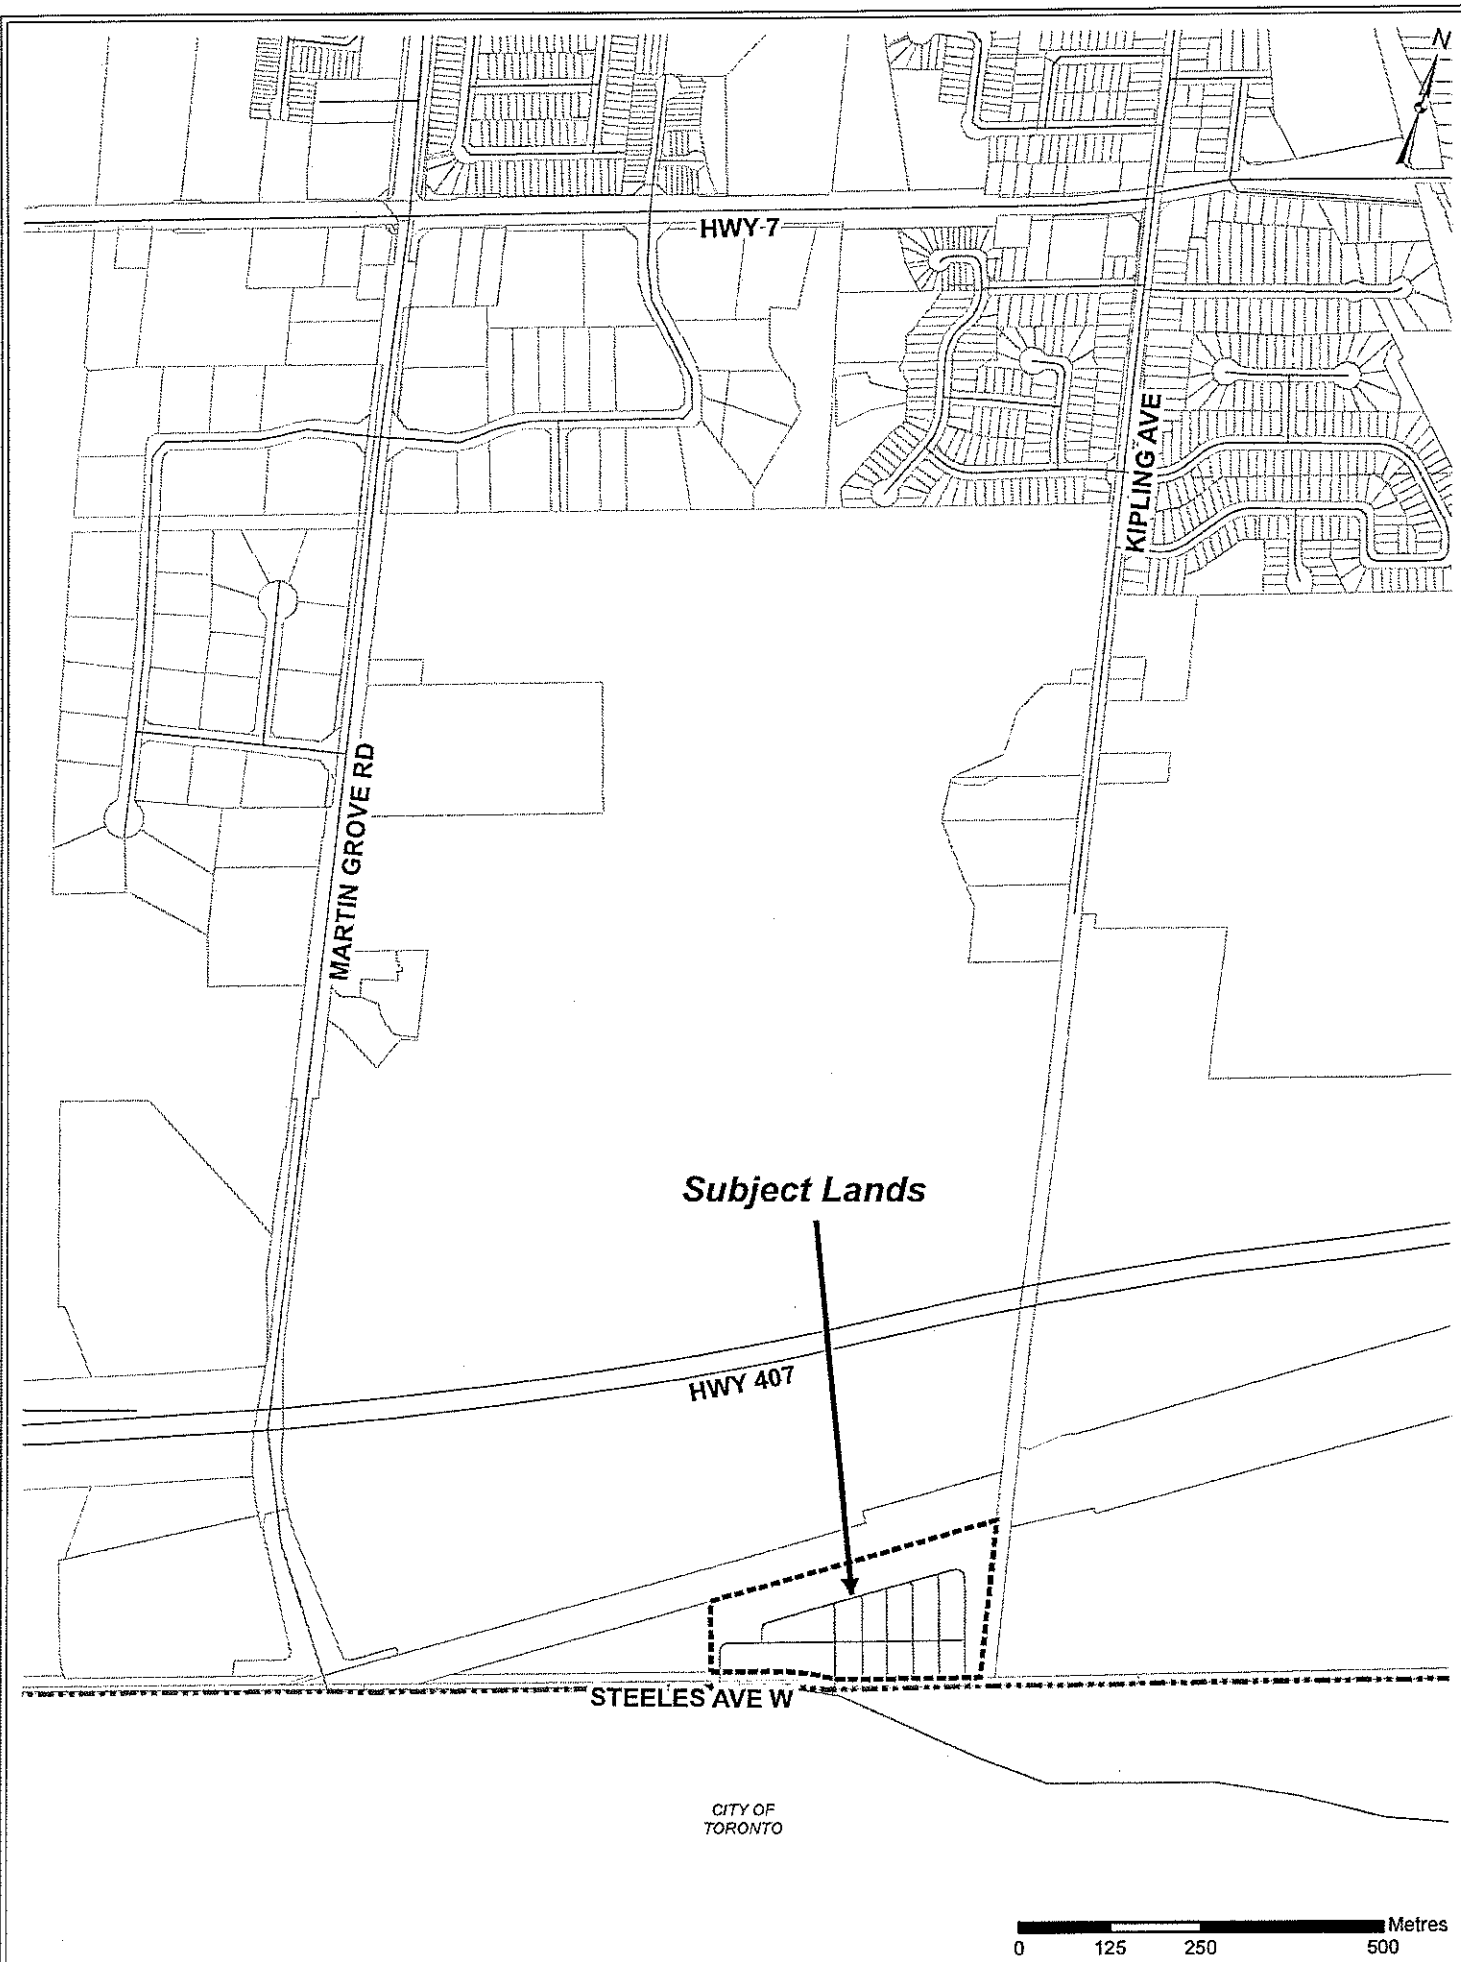 N
HWY 7
KIPLING AVE
MARTIN GROVE RD
Subject Lands
HWY 407
STEELES AVE W
CITY OF
TORONTO
Metres
0 125 250 500